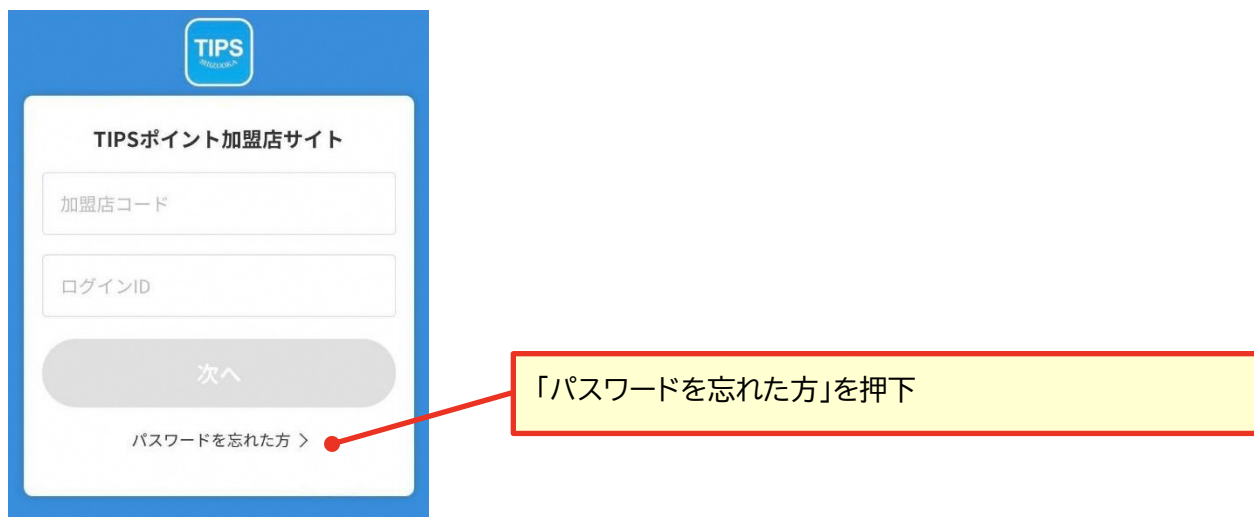 TIPS
TIPSポイント加盟店サイト
加盟店コード
ログインID
次へ
パスワードを忘れた方 >
「パスワードを忘れた方」を押下